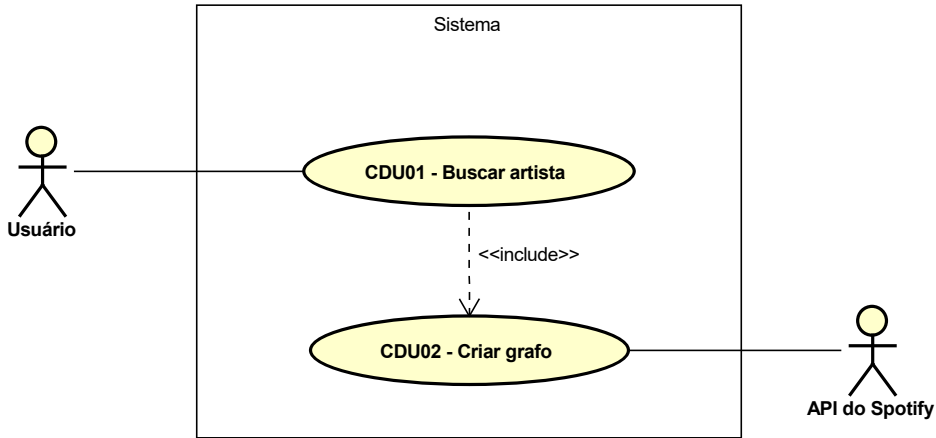 Sistema
CDU01 - Buscar artista
Usuário
<<include>>
CDU02 - Criar grafo
API do Spotify